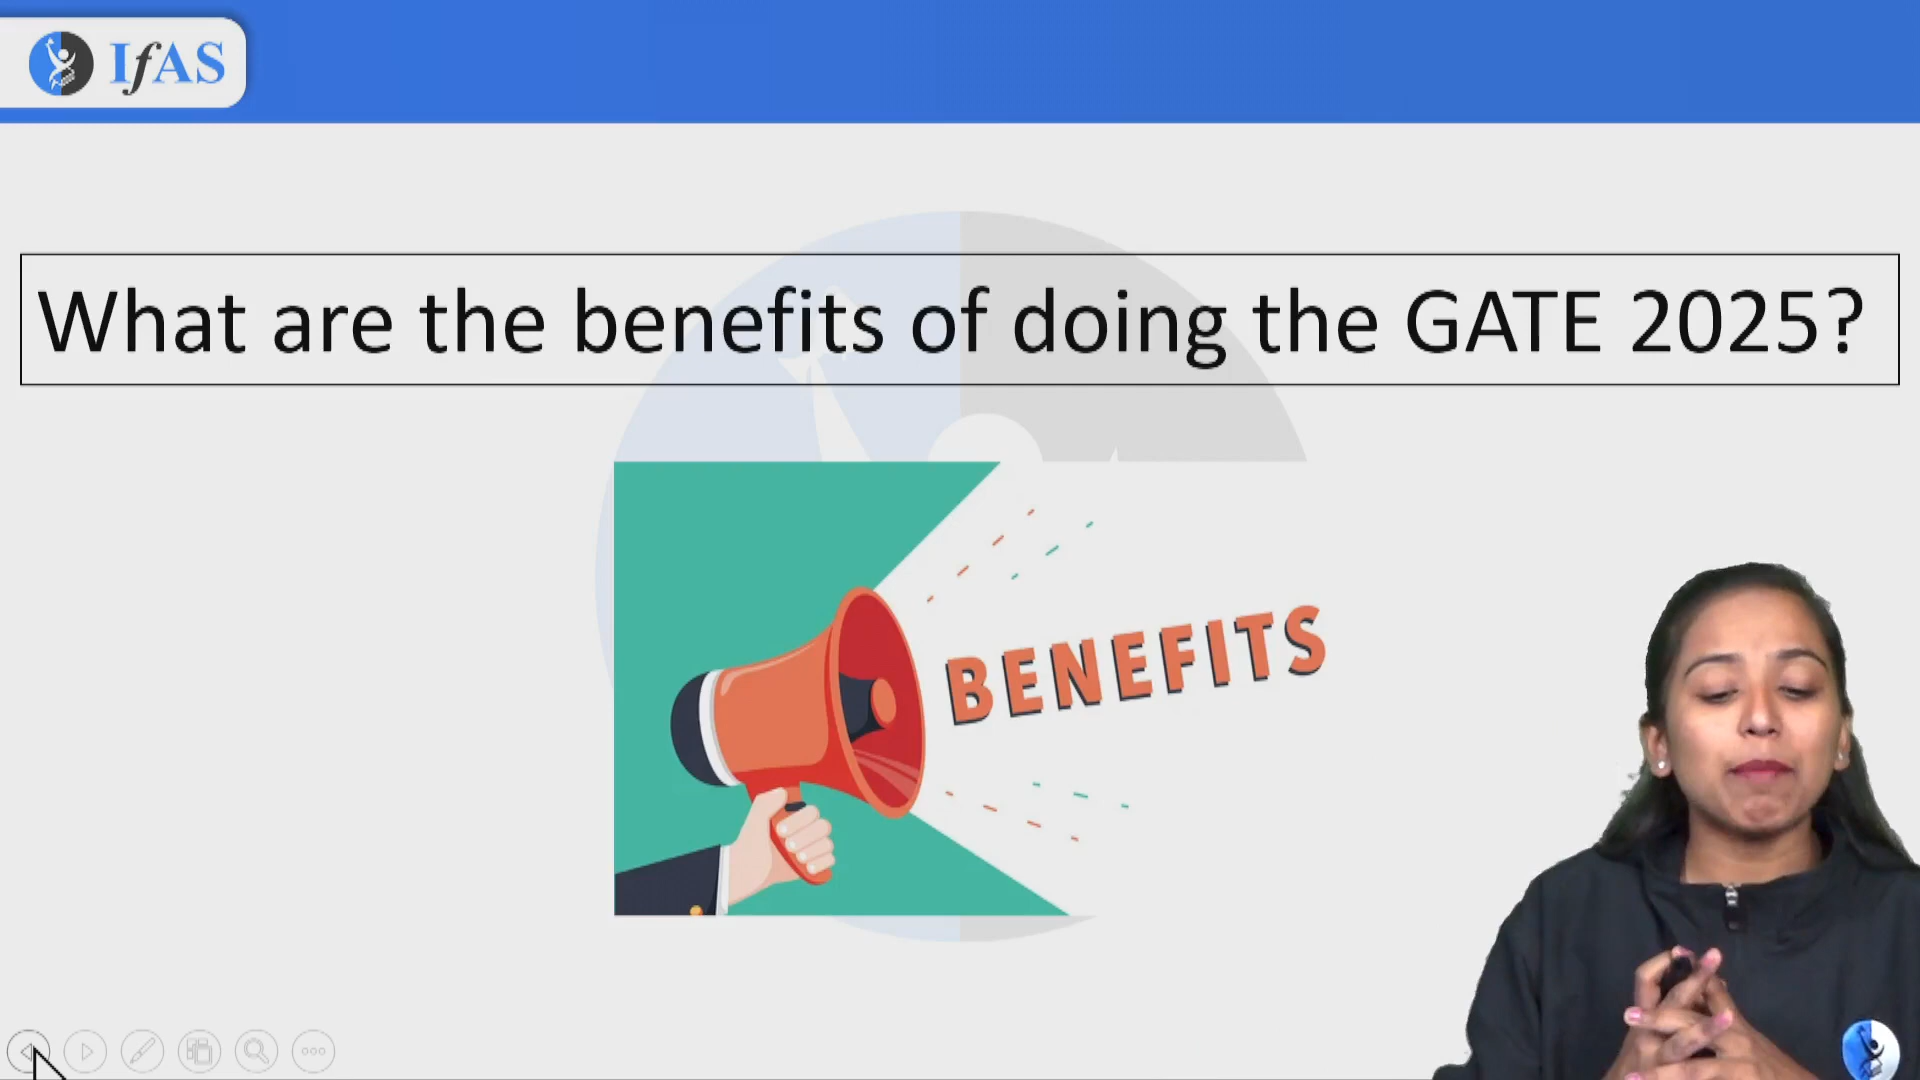 IfAS
What are the benefits of doing the GATE 2025?
BENEFITS